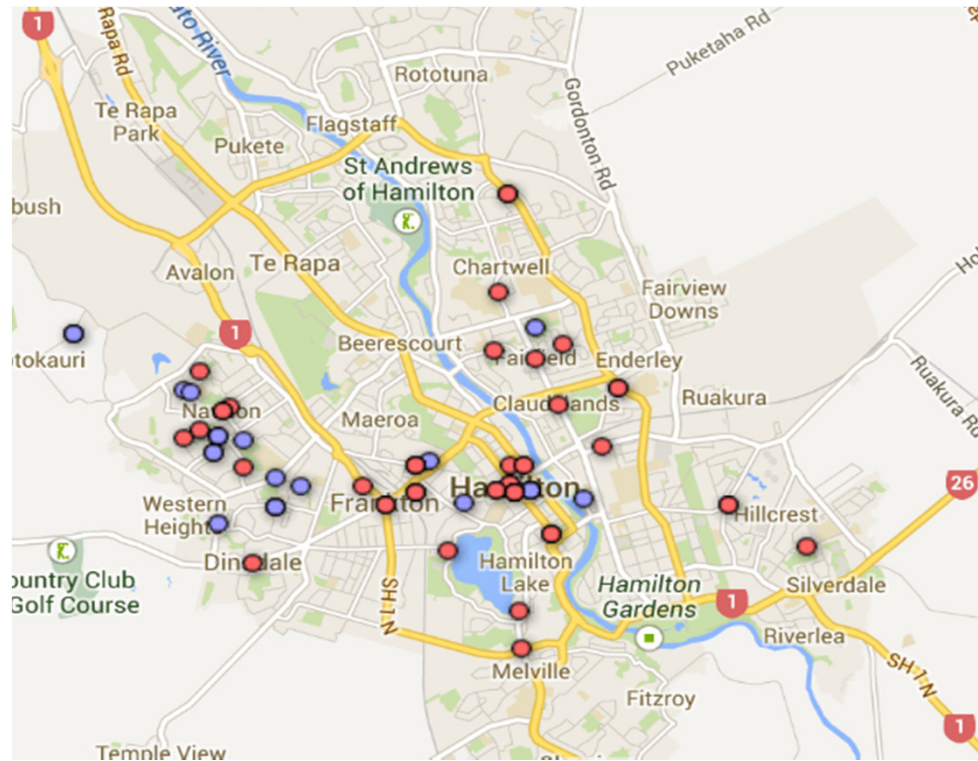 1
Rapa Rd
ato River
Rototuna
Puketaha Rd
Te Rapa
Park
Flagstaff
Gordonton Rd
Pukete
St Andrews
of Hamilton
bush
Avalon
Te Rapa
Chartwell
Fairview
Downs
1
otokauri
Beerescourt
Fairfield
Enderley
Ruakura Rd
Maeroa
Claudelands
Ruakura
26
Western
Hamilton
Hillcrest
Dinsdale
Hamilton
Lake
Hamilton
Gardens
Silverdale
ountry Club
Golf Course
SH 1 N
1
Riverlea
Melville
SH 1 N
Fitzroy
1
Temple View